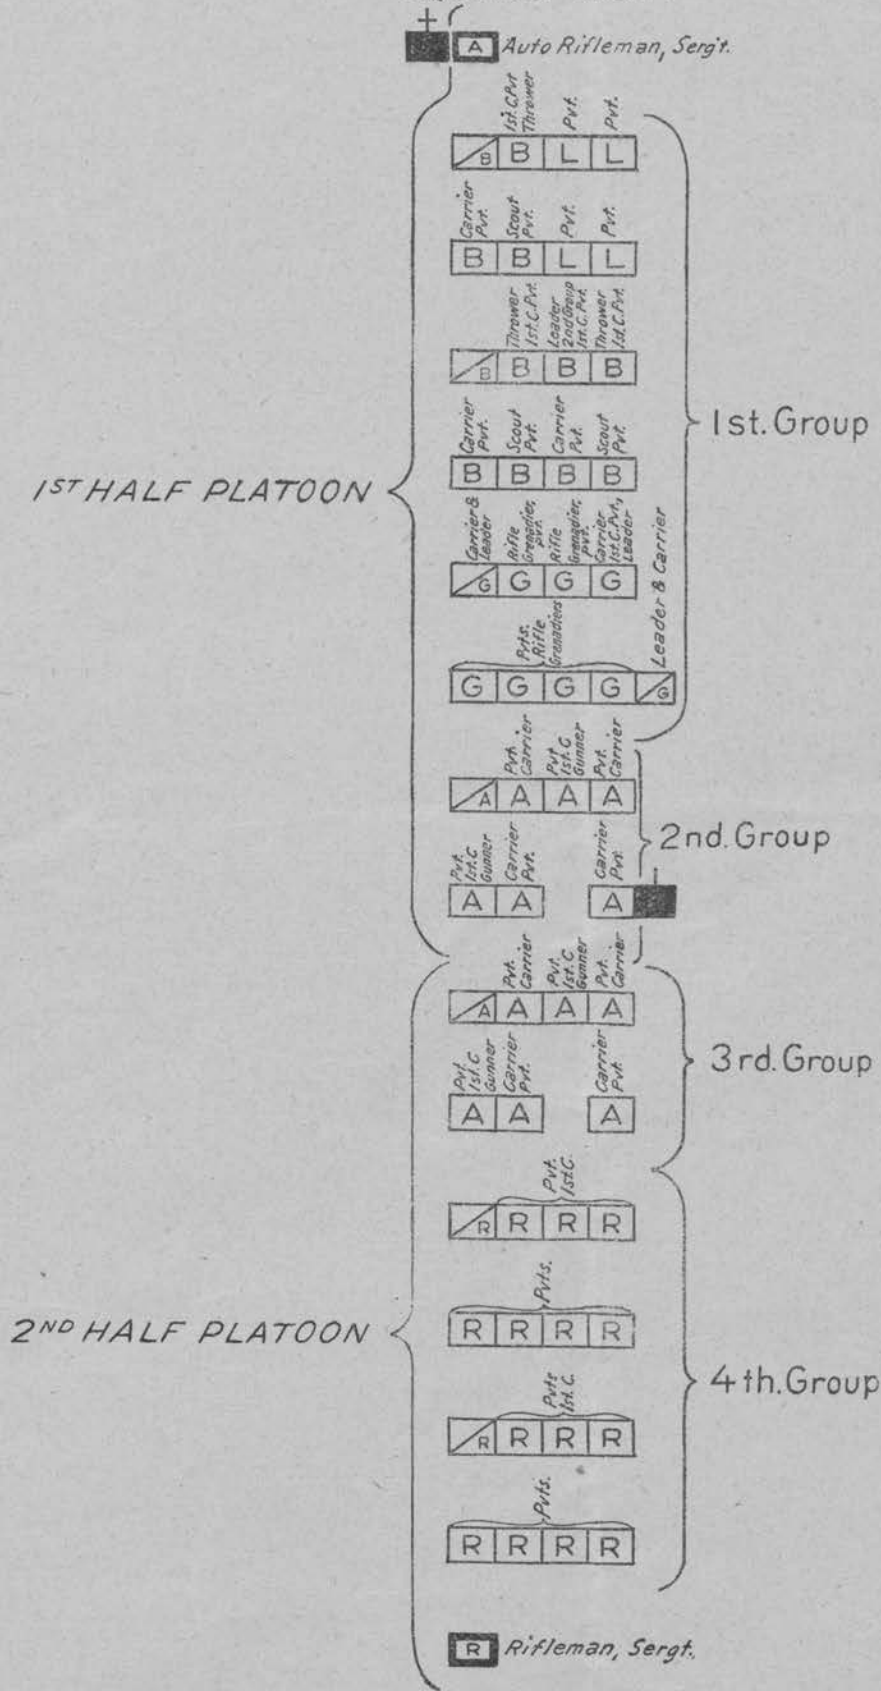 A Auto Rifleman, Serg't.
1st. C. Pvt
Thrower
Pvt.
Pvt.
B B L L
Carrier
Pvt.
Scout
Pvt.
Pvt.
Pvt.
B B L L
Thrower
1st. C. Pvt.
Leader
2nd Group
1st. C. Pvt.
Thrower
1st. C. Pvt.
B B B B
1st. Group
Carrier
Pvt.
Scout
Pvt.
Carrier
Pvt.
Scout
Pvt.
B B B B
1ST HALF PLATOON
Carrier &
Leader
Rifle
Grenadier,
pvt.
Rifle
Grenadier,
pvt.
Carrier
1st. C. Pvt.,
Leader
G G G G
Leader & Carrier
Pvts.
Rifle
Grenadiers
G G G G G
Pvt.
Carrier
Pvt
1st. C
Gunner
Pvt.
Carrier
A A A A
2nd. Group
Pvt.
1st. C
Gunner
Carrier
Pvt.
Carrier
Pvt.
A A A
Pvt.
Carrier
Pvt.
1st. C
Gunner
Pvt.
Carrier
A A A A
3rd. Group
Pvt.
1st. C
Gunner
Carrier
Pvt.
Carrier
Pvt.
A A A
Pvt.
1st. C.
R R R R
Pvts.
R R R R
2ND HALF PLATOON
4th. Group
Pvts
1st. C.
R R R R
Pvts.
R R R R
R Rifleman, Sergt.